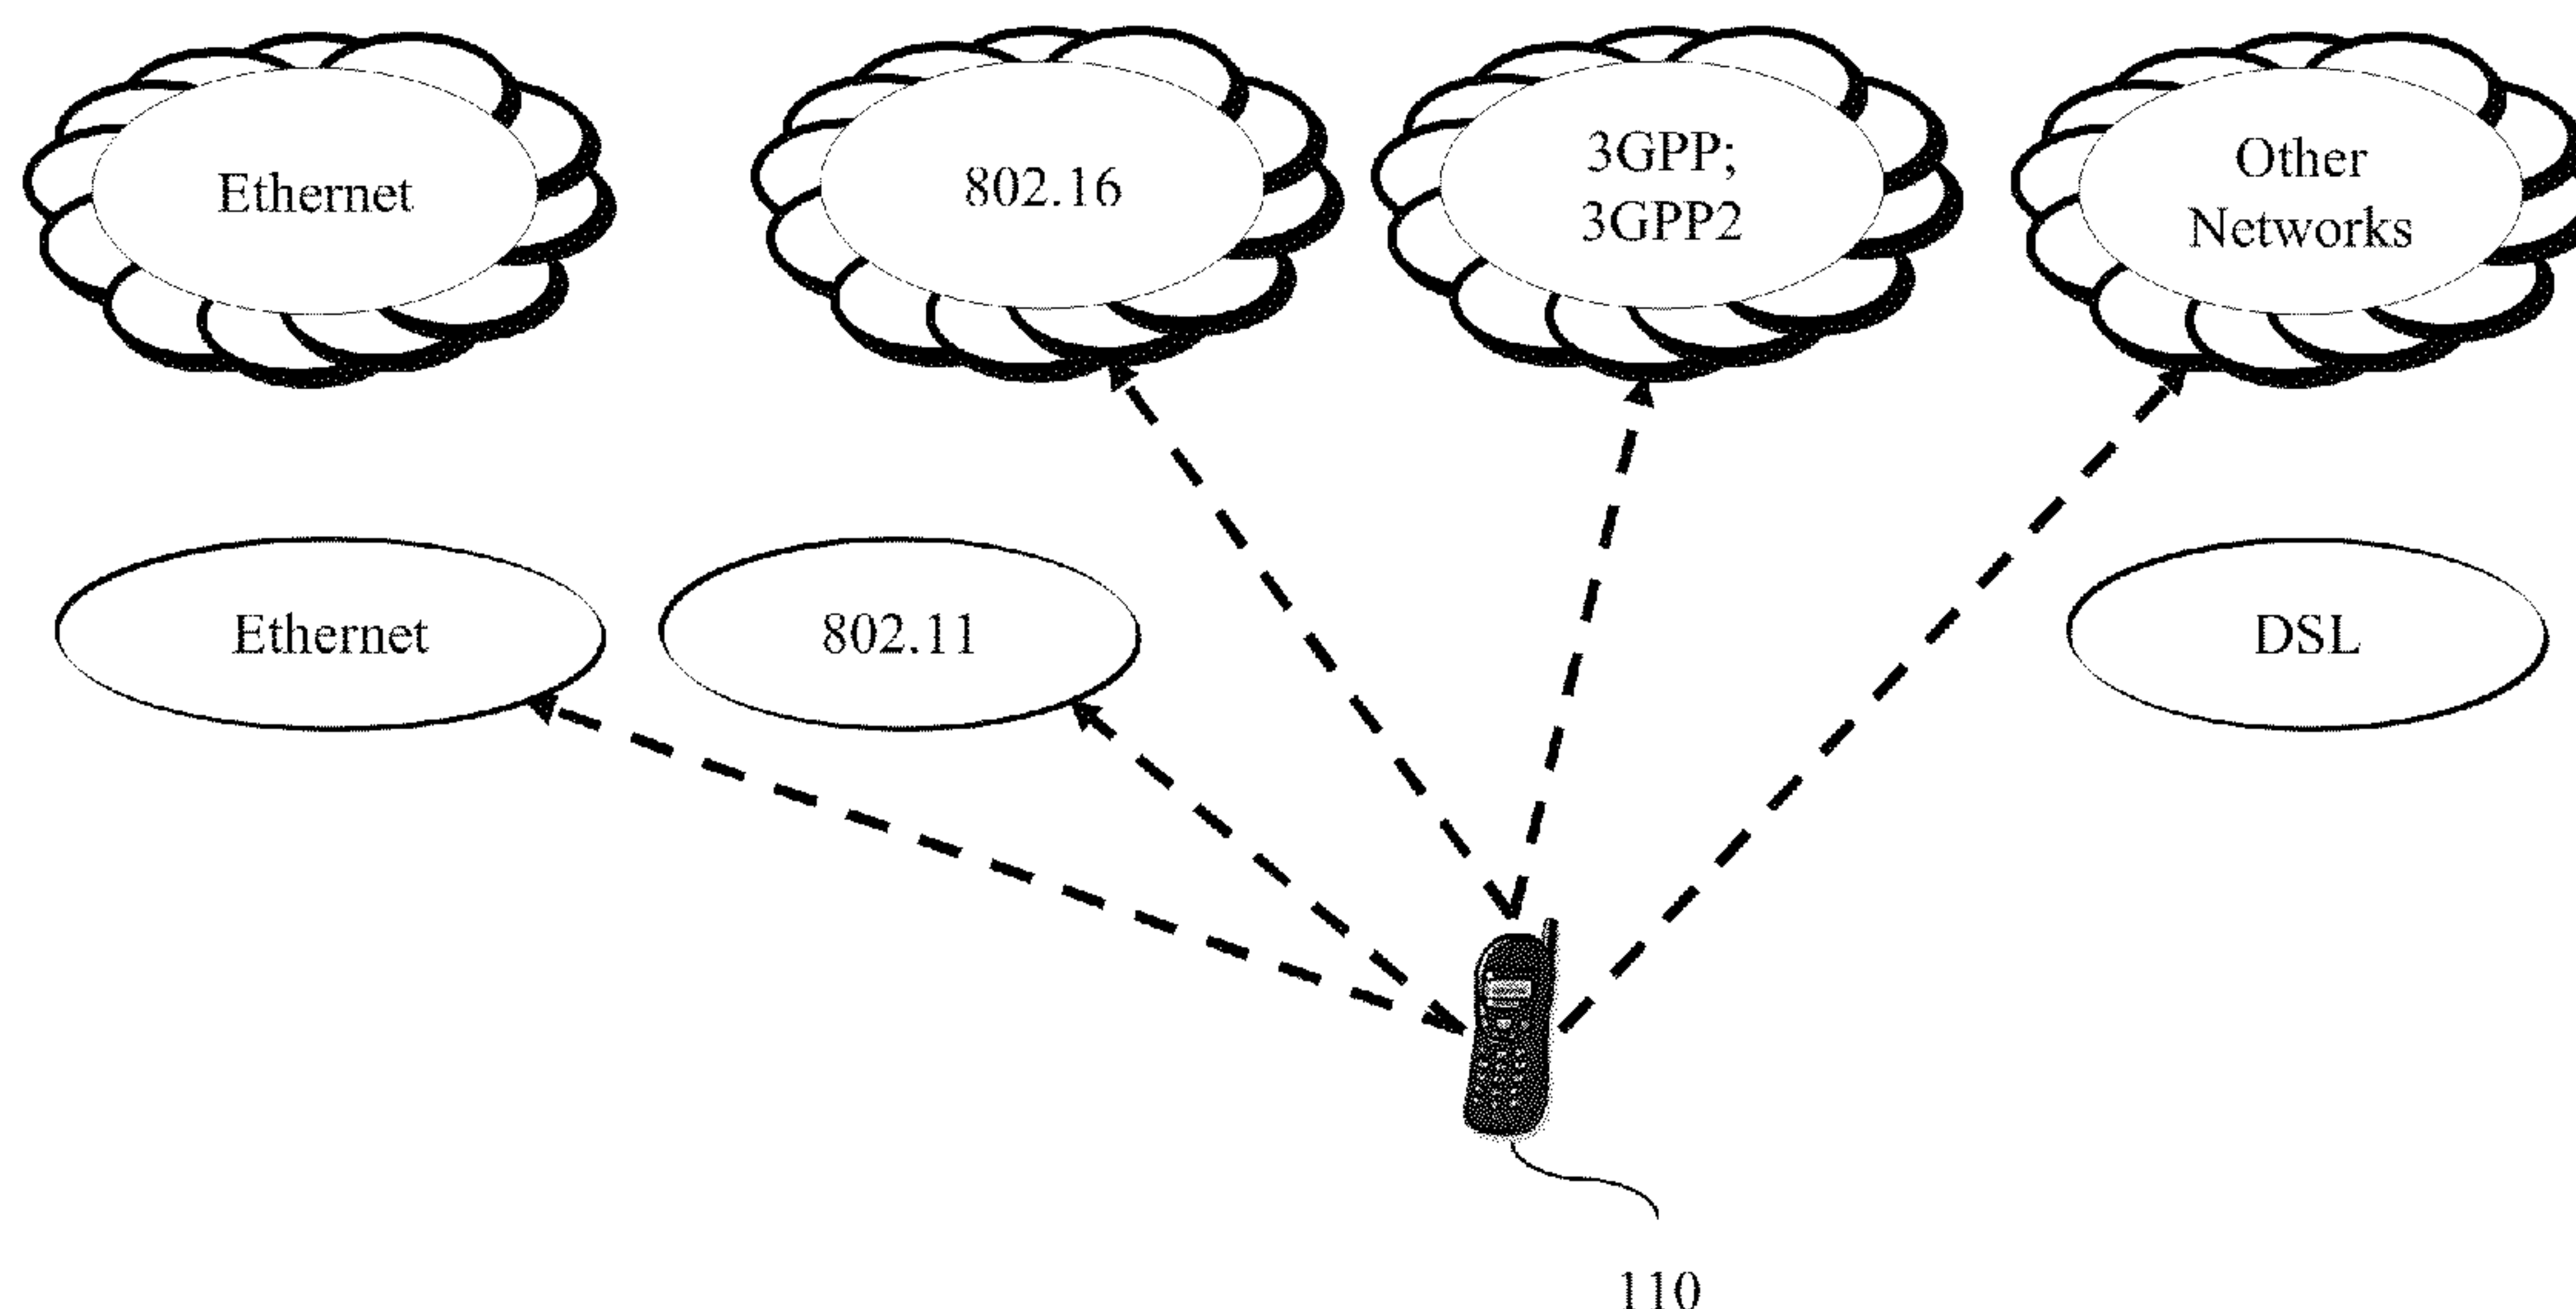 Ethernet
802.16
3GPP;
3GPP2
Other
Networks
Ethernet
802.11
DSL
110